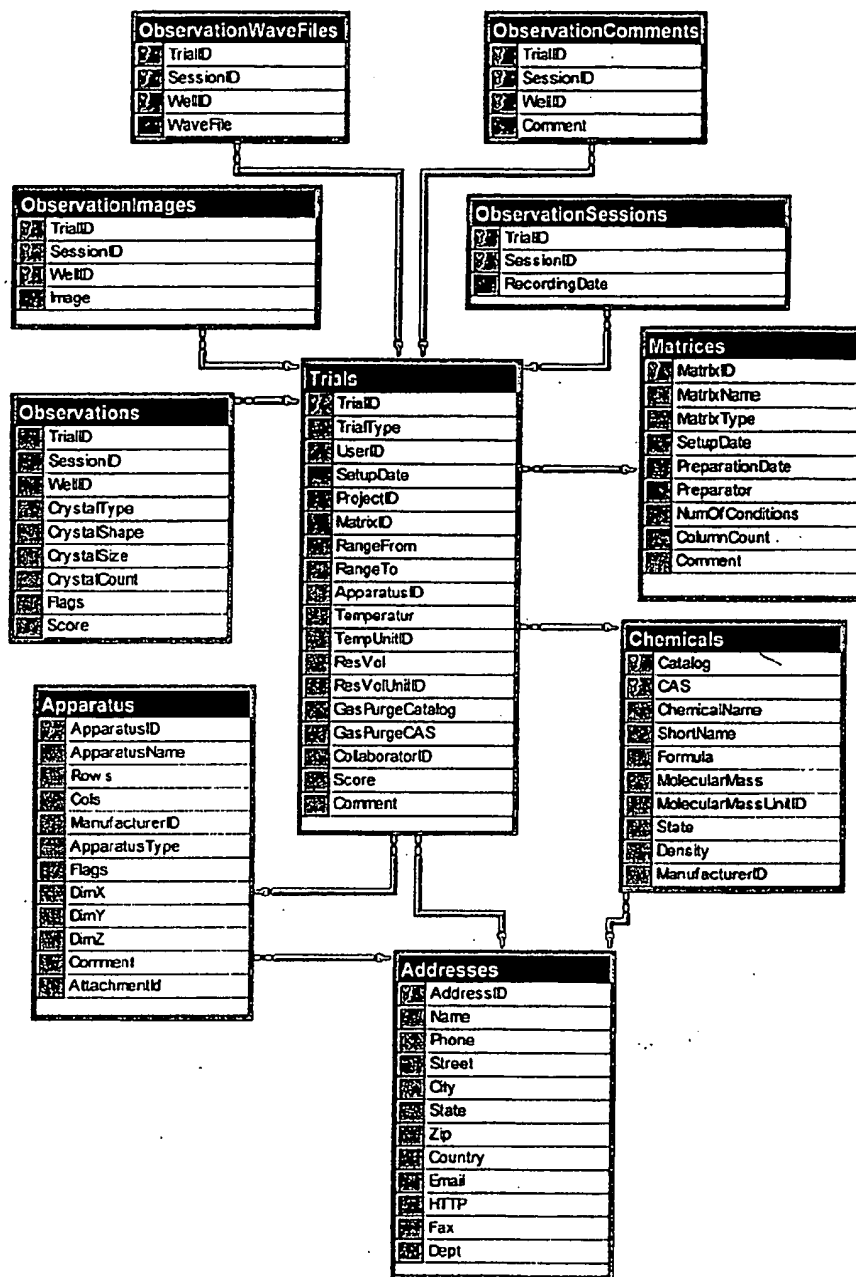 ObservationWaveFiles
TrialID
SessionID
WellID
WaveFile
ObservationComments
TrialID
SessionID
WellID
Comment
ObservationImages
TrialID
SessionID
WellID
Image
ObservationSessions
TrialID
SessionID
RecordingDate
Matrices
MatrixID
MatrixName
MatrixType
SetupDate
PreparationDate
Preparator
NumOfConditions
ColumnCount
Comment
Trials
TrialID
TrialType
UserID
SetupDate
ProjectID
MatrixID
RangeFrom
RangeTo
ApparatusID
Temperatur
TempUnitID
ResVol
ResVolUnitID
GasPurgeCatalog
GasPurgeCAS
CollaboratorID
Score
Comment
Observations
TrialID
SessionID
WellID
CrystalType
CrystalShape
CrystalSize
CrystalCount
Flags
Score
Chemicals
Catalog
CAS
ChemicalName
ShortName
Formula
MolecularMass
MolecularMassUnitID
State
Density
ManufacturerID
Apparatus
ApparatusID
ApparatusName
Rows
Cols
ManufacturerID
ApparatusType
Flags
DimX
DimY
DimZ
Comment
AttachmentId
Addresses
AddressID
Name
Phone
Street
City
State
Zip
Country
Email
HTTP
Fax
Dept